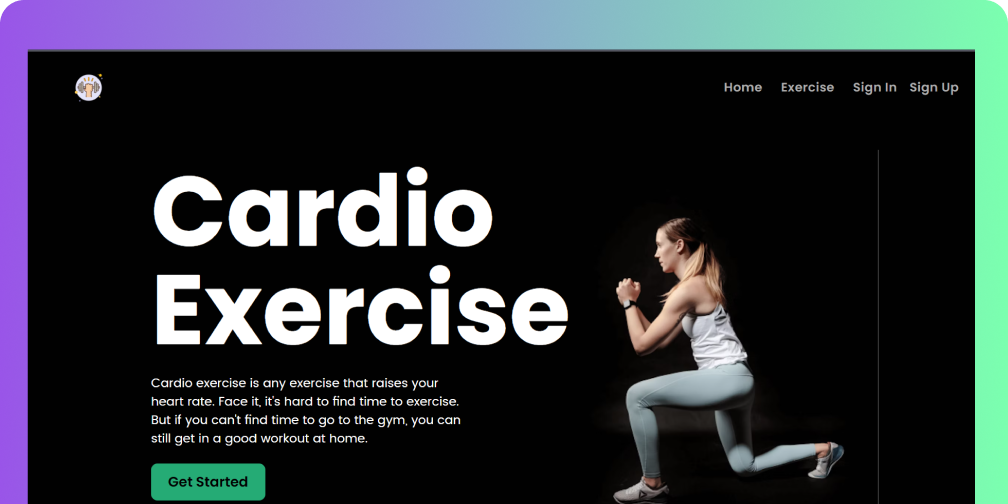 Home Exercise Sign In Sign Up
Cardio
Exercise
Cardio exercise is any exercise that raises your
heart rate. Face it, it's hard to find time to exercise.
But if you can't find time to go to the gym, you can
still get in a good workout at home.
Get Started